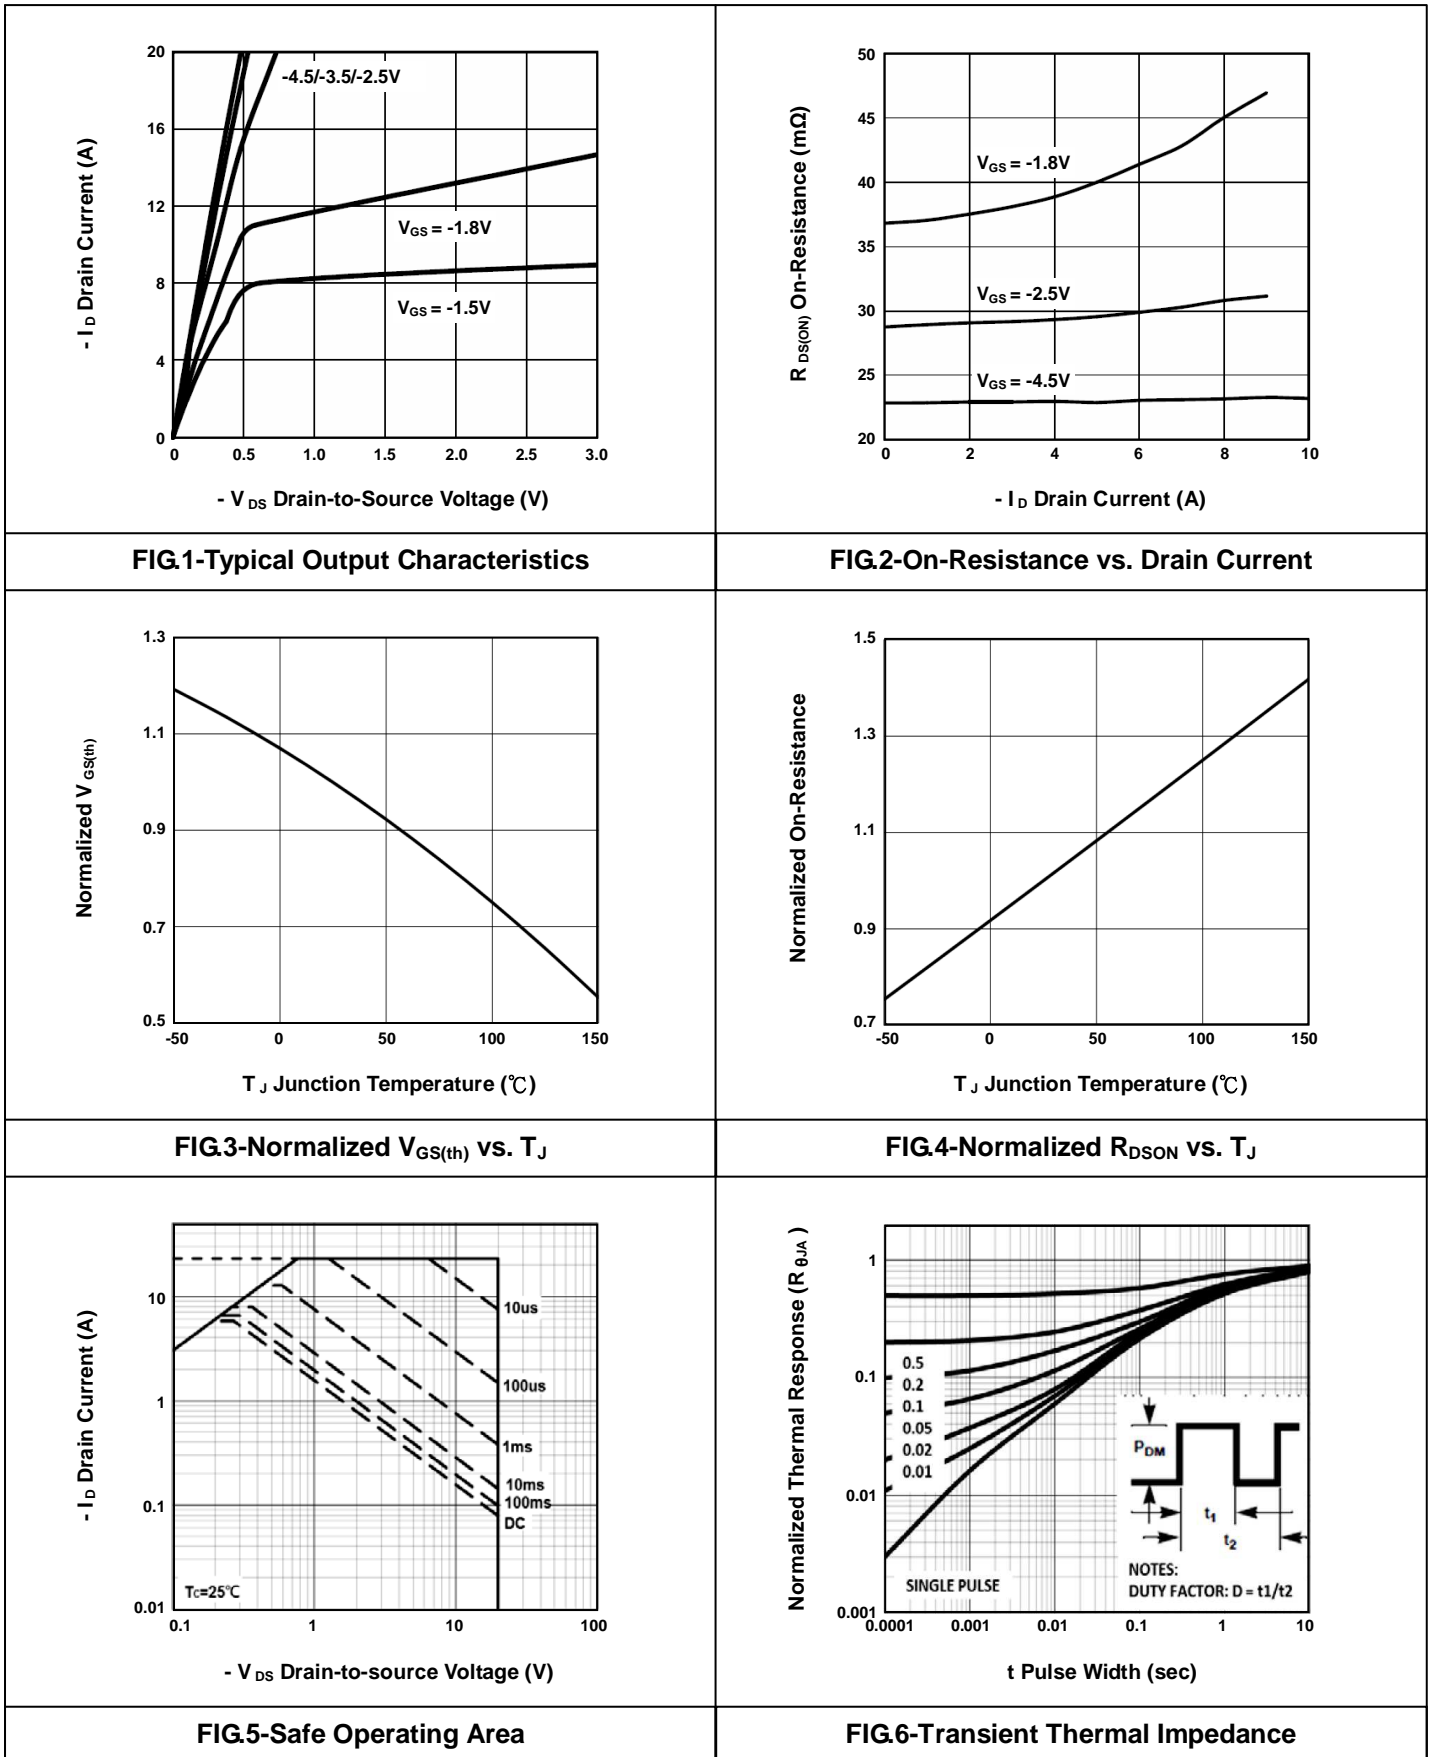 20
16
12
8
4
0
0 0.5 1.0 1.5 2.0 2.5 3.0
-4.5/-3.5/-2.5V
VGS = -1.8V
VGS = -1.5V
- I D Drain Current (A)
- V DS Drain-to-Source Voltage (V)
50
45
40
35
30
25
20
0 2 4 6 8 10
VGS = -1.8V
VGS = -2.5V
VGS = -4.5V
R DS(ON) On-Resistance (mΩ)
- I D Drain Current (A)
FIG.1-Typical Output Characteristics
FIG.2-On-Resistance vs. Drain Current
1.3
1.1
0.9
0.7
0.5
-50 0 50 100 150
Normalized V GS(th)
T J Junction Temperature (℃)
1.5
1.3
1.1
0.9
0.7
-50 0 50 100 150
Normalized On-Resistance
T J Junction Temperature (℃)
FIG.3-Normalized VGS(th) vs. TJ
FIG.4-Normalized RDSON vs. TJ
10
1
0.1
0.01
0.1 1 10 100
10us
100us
1ms
10ms
100ms
DC
Tc=25℃
- I D Drain Current (A)
- V DS Drain-to-source Voltage (V)
1
0.1
0.01
0.001
0.0001 0.001 0.01 0.1 1 10
0.5
0.2
0.1
0.05
0.02
0.01
SINGLE PULSE
PDM
t1
t2
NOTES:
DUTY FACTOR: D = t1/t2
Normalized Thermal Response (R θJA )
t Pulse Width (sec)
FIG.5-Safe Operating Area
FIG.6-Transient Thermal Impedance